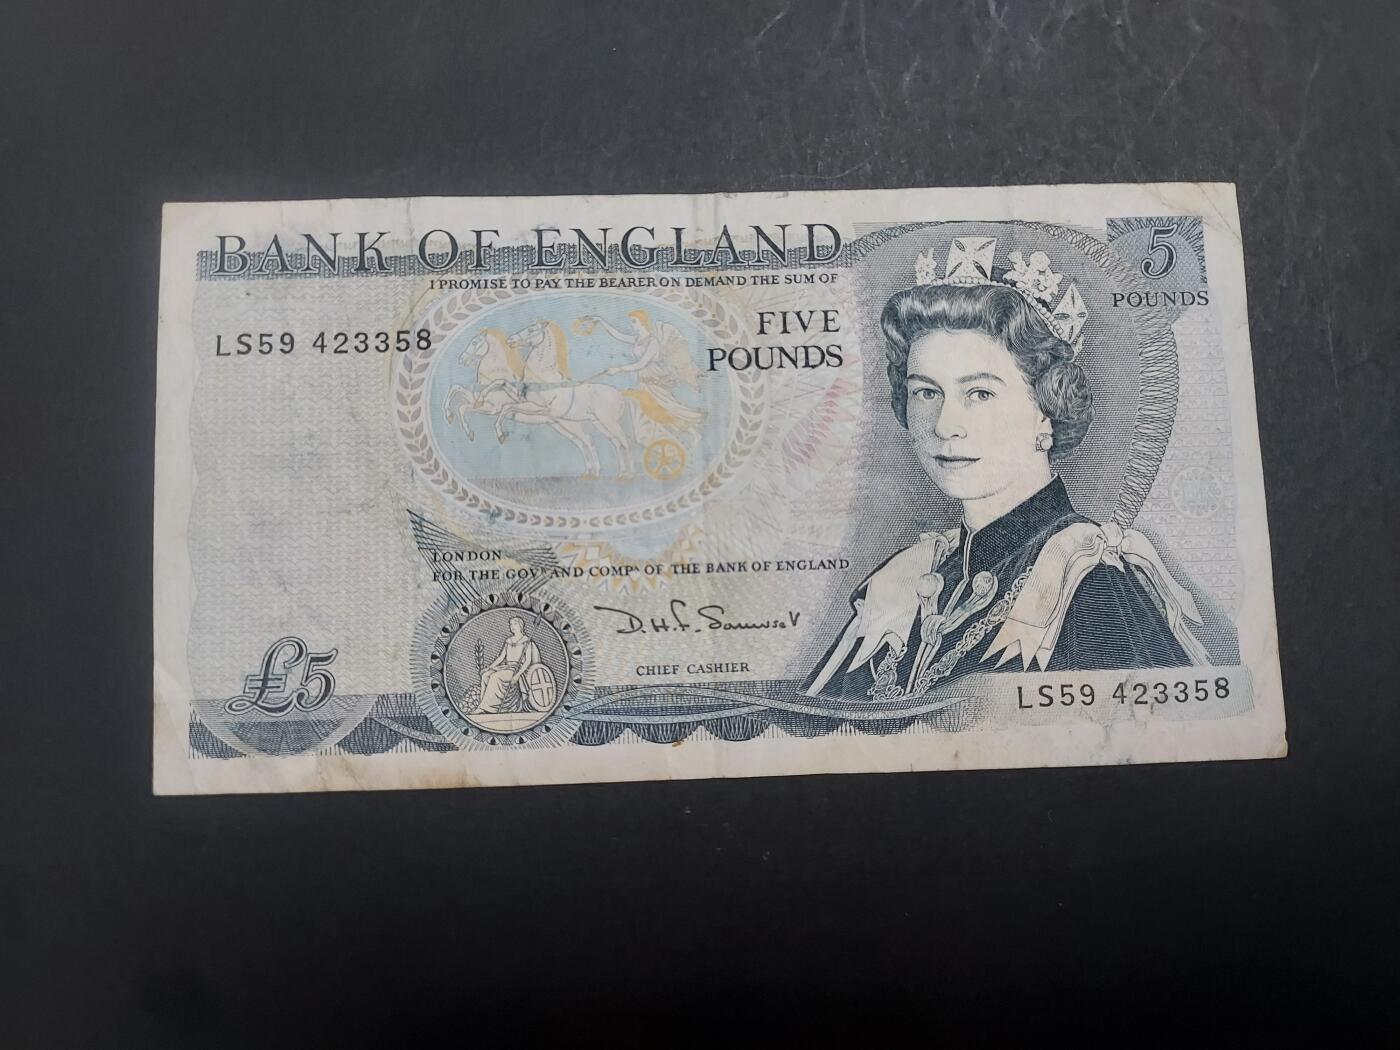 BANK OF ENGLAND
I PROMISE TO PAY THE BEARER ON DEMAND THE SUM OF
5
POUNDS
LS59 423358
FIVE
POUNDS
LONDON
FOR THE GOVR AND COMPA OF THE BANK OF ENGLAND
D.H.F. Somerset
CHIEF CASHIER
£5
LS59 423358